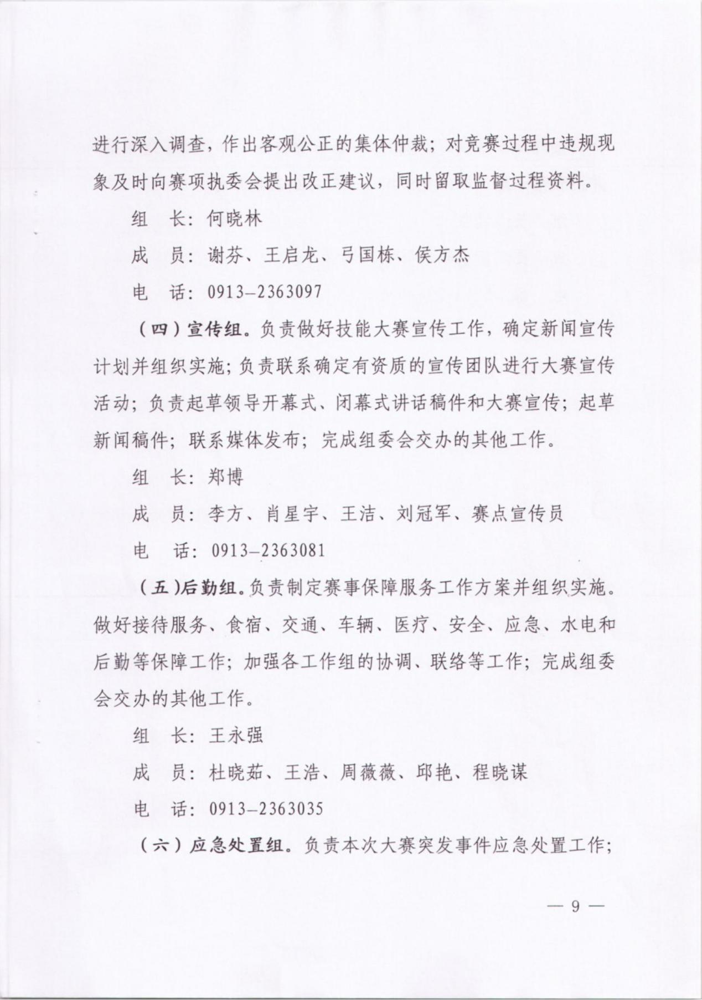 进行深入调查，作出客观公正的集体仲裁；对竞赛过程中违规现
象及时向赛项执委会提出改正建议，同时留取监督过程资料。
组　长：何晓林
成　员：谢芬、王启龙、弓国栋、侯方杰
电　话：0913—2363097
（四）宣传组。负责做好技能大赛宣传工作，确定新闻宣传
计划并组织实施；负责联系确定有资质的宣传团队进行大赛宣传
活动；负责起草领导开幕式、闭幕式讲话稿件和大赛宣传；起草
新闻稿件；联系媒体发布；完成组委会交办的其他工作。
组　长：郑博
成　员：李方、肖星宇、王洁、刘冠军、赛点宣传员
电　话：0913—2363081
（五）后勤组。负责制定赛事保障服务工作方案并组织实施。
做好接待服务、食宿、交通、车辆、医疗、安全、应急、水电和
后勤等保障工作；加强各工作组的协调、联络等工作；完成组委
会交办的其他工作。
组　长：王永强
成　员：杜晓茹、王浩、周薇薇、邱艳、程晓谋
电　话：0913—2363035
（六）应急处置组。负责本次大赛突发事件应急处置工作；
— 9 —